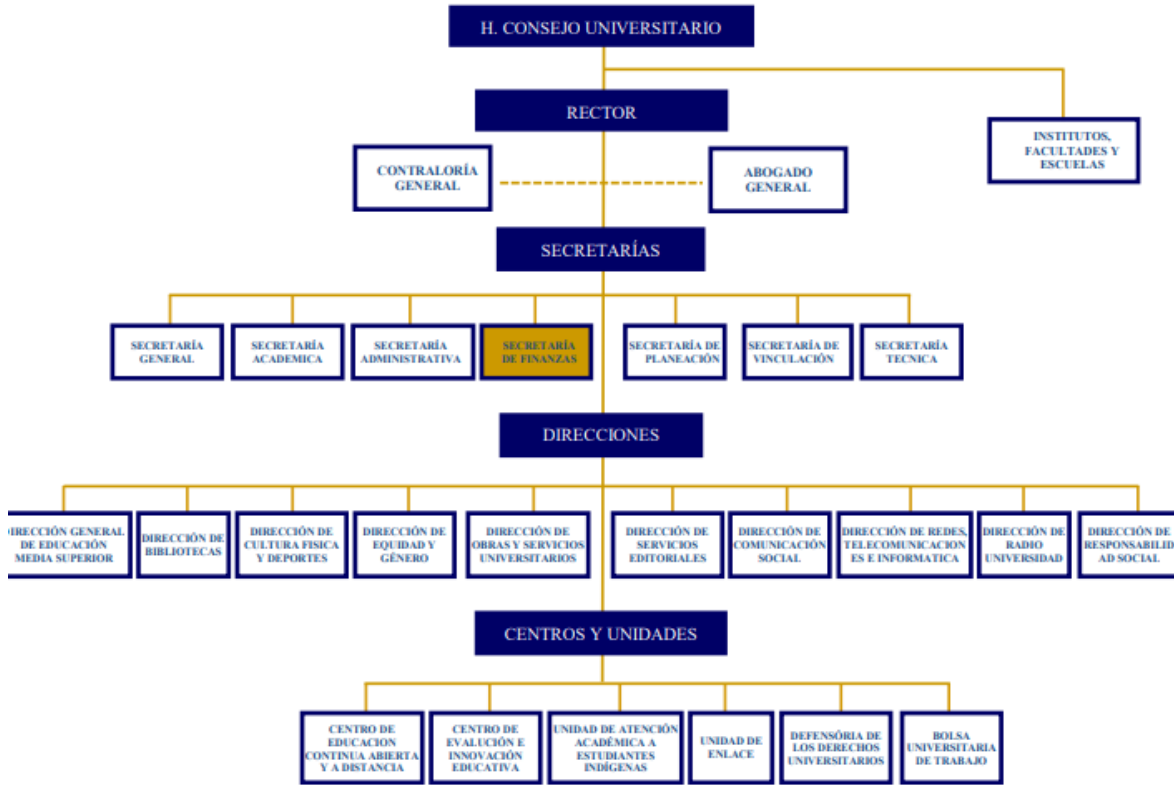 H. CONSEJO UNIVERSITARIO
RECTOR
INSTITUTOS,
FACULTADES Y
ESCUELAS
CONTRALORÍA
GENERAL
ABOGADO
GENERAL
SECRETARÍAS
SECRETARÍA
GENERAL
SECRETARÍA
ACADEMICA
SECRETARÍA
ADMINISTRATIVA
SECRETARÍA
DE FINANZAS
SECRETARÍA DE
PLANEACIÓN
SECRETARÍA DE
VINCULACIÓN
SECRETARÍA
TECNICA
DIRECCIONES
DIRECCIÓN GENERAL
DE EDUCACIÓN
MEDIA SUPERIOR
DIRECCIÓN DE
BIBLIOTECAS
DIRECCIÓN DE
CULTURA FISICA
Y DEPORTES
DIRECCIÓN DE
EQUIDAD Y
GÉNERO
DIRECCIÓN DE
OBRAS Y SERVICIOS
UNIVERSITARIOS
DIRECCIÓN DE
SERVICIOS
EDITORIALES
DIRECCIÓN DE
COMUNICACIÓN
SOCIAL
DIRECCIÓN DE REDES,
TELECOMUNICACION
ES E INFORMATICA
DIRECCIÓN DE
RADIO
UNIVERSIDAD
DIRECCIÓN DE
RESPONSABILID
AD SOCIAL
CENTROS Y UNIDADES
CENTRO DE
EDUCACION
CONTINUA ABIERTA
Y A DISTANCIA
CENTRO DE
EVALUCIÓN E
INNOVACIÓN
EDUCATIVA
UNIDAD DE ATENCIÓN
ACADÉMICA A
ESTUDIANTES
INDÍGENAS
UNIDAD DE
ENLACE
DEFENSÓRIA DE
LOS DERECHOS
UNIVERSITARIOS
BOLSA
UNIVERSITARIA
DE TRABAJO